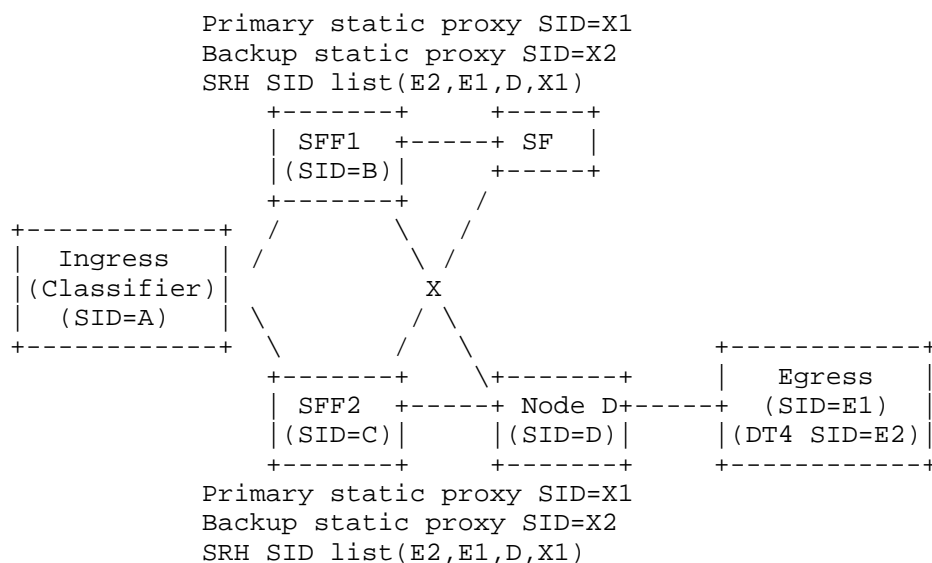 Primary static proxy SID=X1
Backup static proxy SID=X2
SRH SID list(E2,E1,D,X1)
SFF1
SF
(SID=B)
Ingress
(Classifier)
X
(SID=A)
Egress
SFF2
Node D
(SID=E1)
(SID=C)
(SID=D)
(DT4 SID=E2)
Primary static proxy SID=X1
Backup static proxy SID=X2
SRH SID list(E2,E1,D,X1)